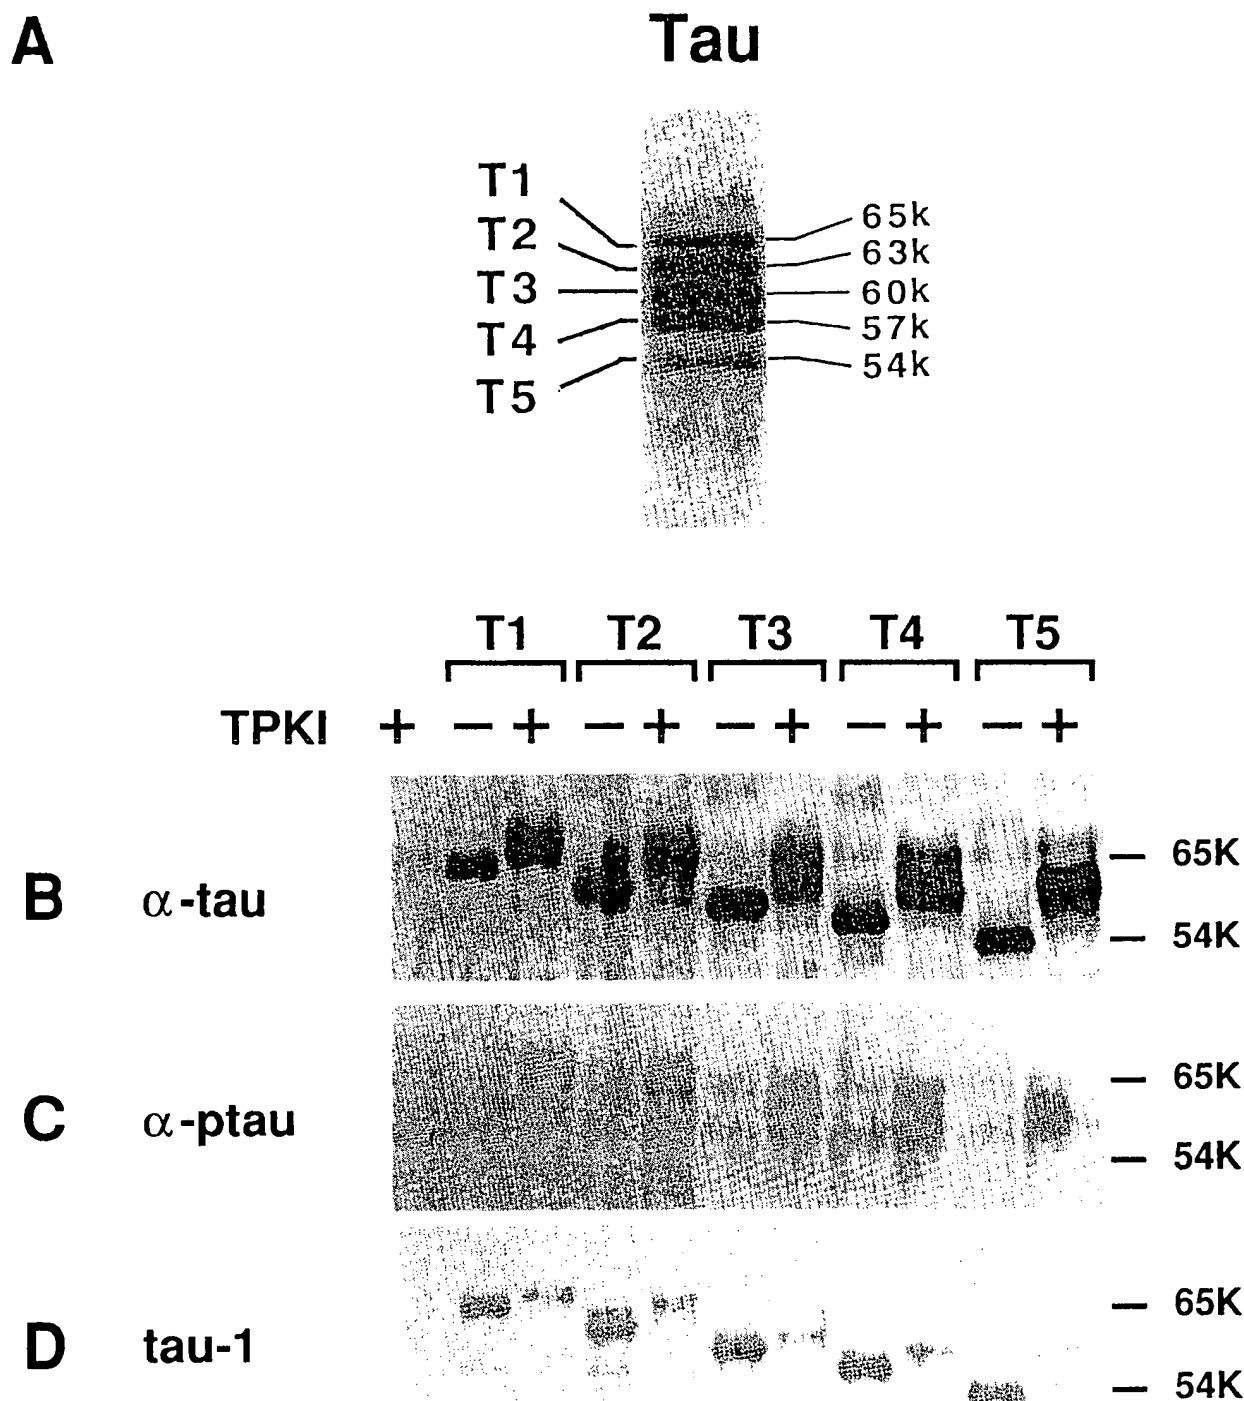 A
Tau
T1
T2
T3
T4
T5
65k
63k
60k
57k
54k
T1 T2 T3 T4 T5
TPKI + − + − + − + − + − +
B α-tau
65K
54K
C α-ptau
65K
54K
D tau-1
65K
54K